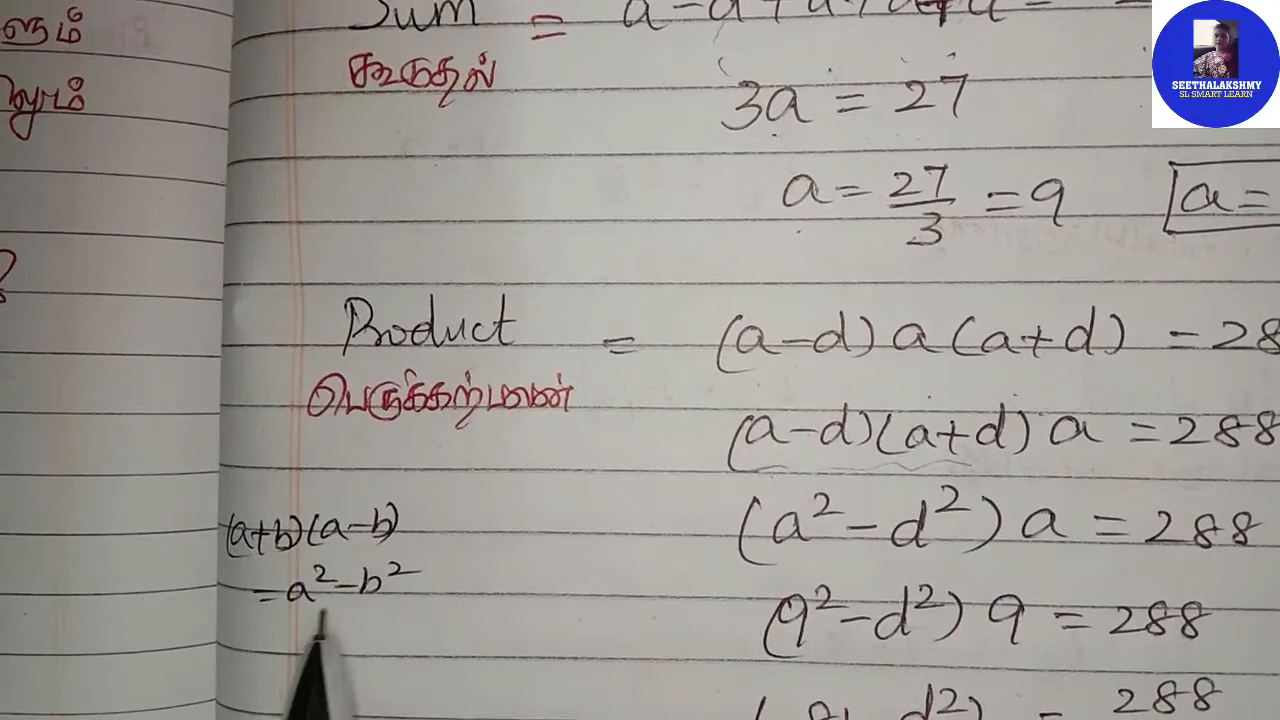 ரும்
Sum =
கூடுதல்
3a = 27
a = 27/3 = 9 a =
Product = (a-d) a (a+d) = 28
பெருக்கற்பலன்
(a-d)(a+d) a = 288
(a+b)(a-b)
(a²-d²) a = 288
= a²-b²
(9²-d²) 9 = 288
288
SEETHALAKSHMY
SL SMART LEARN